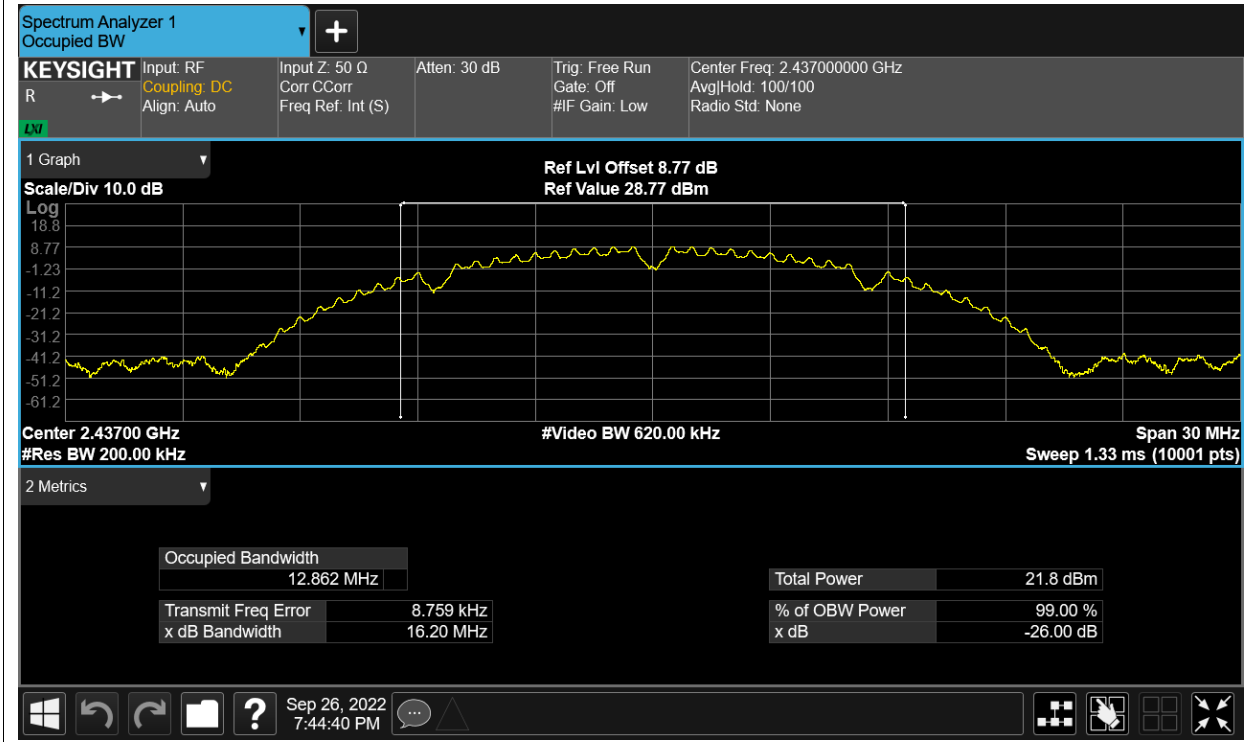 Spectrum Analyzer 1
Occupied BW
KEYSIGHT
R
LXI
Input: RF
Coupling: DC
Align: Auto
Input Z: 50 Ω
Corr CCorr
Freq Ref: Int (S)
Atten: 30 dB
Trig: Free Run
Gate: Off
#IF Gain: Low
Center Freq: 2.437000000 GHz
Avg|Hold: 100/100
Radio Std: None
1 Graph
Scale/Div 10.0 dB
Ref Lvl Offset 8.77 dB
Ref Value 28.77 dBm
Log
18.8
8.77
-1.23
-11.2
-21.2
-31.2
-41.2
-51.2
-61.2
Center 2.43700 GHz
#Video BW 620.00 kHz
Span 30 MHz
#Res BW 200.00 kHz
Sweep 1.33 ms (10001 pts)
2 Metrics
Occupied Bandwidth
12.862 MHz
Total Power 21.8 dBm
Transmit Freq Error 8.759 kHz
% of OBW Power 99.00 %
x dB Bandwidth 16.20 MHz
x dB -26.00 dB
?
Sep 26, 2022
7:44:40 PM